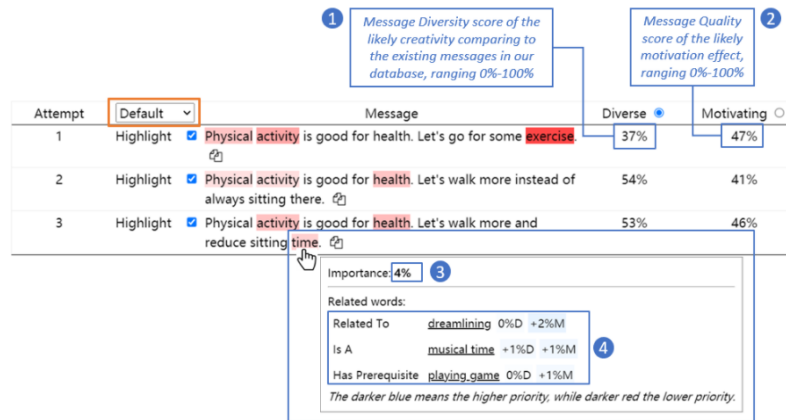 1
Message Diversity score of the
likely creativity comparing to
the existing messages in our
database, ranging 0%-100%
Message Quality
score of the likely
motivation effect,
ranging 0%-100%
2
Attempt Default Message Diverse Motivating
1 Highlight Physical activity is good for health. Let's go for some exercise. 37% 47%
2 Highlight Physical activity is good for health. Let's walk more instead of 54% 41%
always sitting there.
3 Highlight Physical activity is good for health. Let's walk more and 53% 46%
reduce sitting time.
Importance: 4% 3
Related words:
Related To dreamlining 0%D +2%M
Is A musical time +1%D +1%M 4
Has Prerequisite playing game 0%D +1%M
The darker blue means the higher priority, while darker red the lower priority.